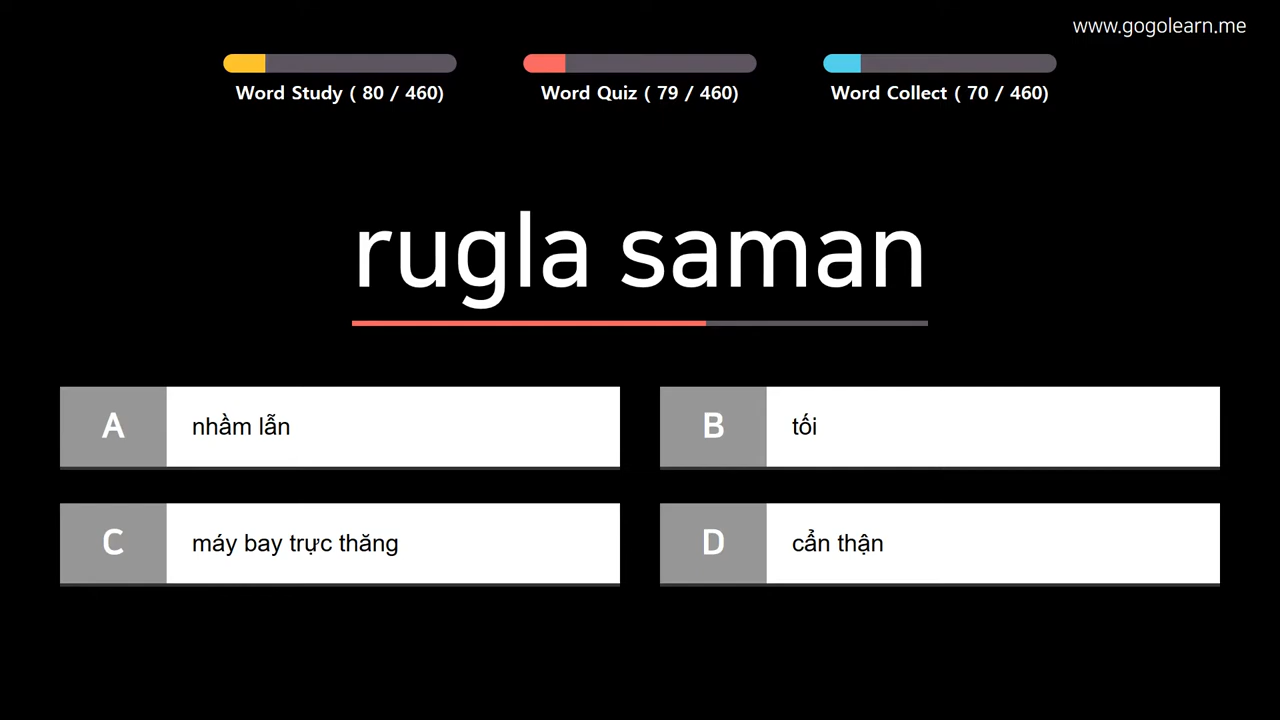 www.gogolearn.me
Word Study ( 80 / 460)
Word Quiz ( 79 / 460)
Word Collect ( 70 / 460)
rugla saman
A nhầm lẫn
B tối
C máy bay trực thăng
D cẩn thận